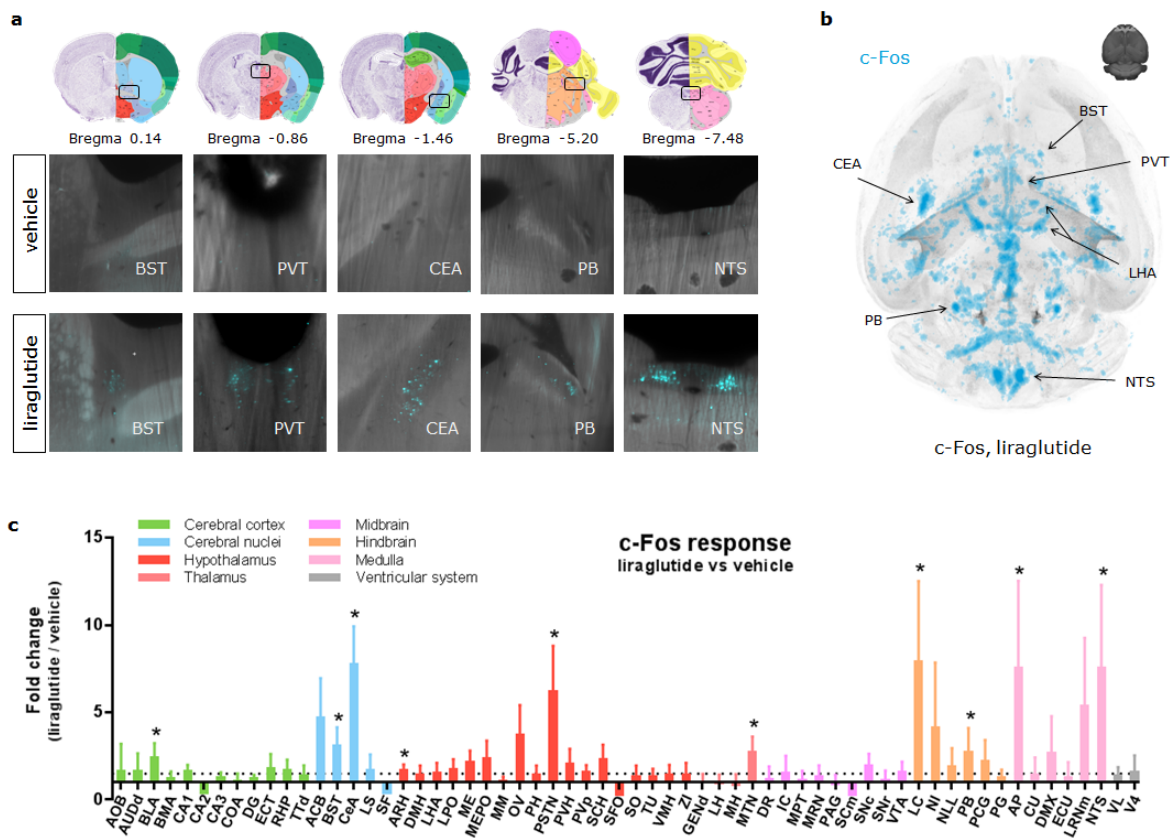 a
Bregma 0.14
Bregma -0.86
Bregma -1.46
Bregma -5.20
Bregma -7.48
vehicle
BST
PVT
CEA
PB
NTS
liraglutide
BST
PVT
CEA
PB
NTS
b
c-Fos
BST
PVT
CEA
LHA
PB
NTS
c-Fos, liraglutide
c
Cerebral cortex
Cerebral nuclei
Hypothalamus
Thalamus
Midbrain
Hindbrain
Medulla
Ventricular system
c-Fos response
liraglutide vs vehicle
Fold change
(liraglutide / vehicle)
15
10
5
0
* * * * * * * * * *
AOB AUDd BLA BMA CA1 CA2 CA3 COA DG ECT RHP TTd ACB BST CeA LS SF ARH DMH LHA LPO ME MEPO MM OV PH PSTN PVH PVp SCH SFO SO TU VMH ZI GENd LH MH MTN DR IC MPT MRN PAG SCm SNc SNr VTA LC NI NLL PB PCG PG AP CU DMX ECU LRNm NTS VL V4